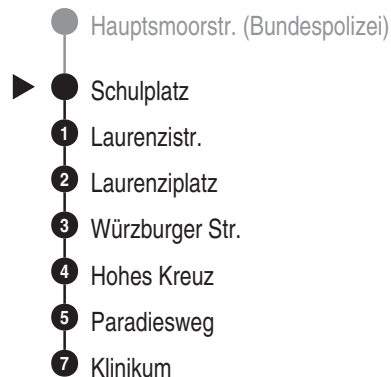 Hauptsmoorstr. (Bundespolizei)
Schulplatz
1 Laurenzistr.
2 Laurenziplatz
3 Würzburger Str.
4 Hohes Kreuz
5 Paradiesweg
7 Klinikum